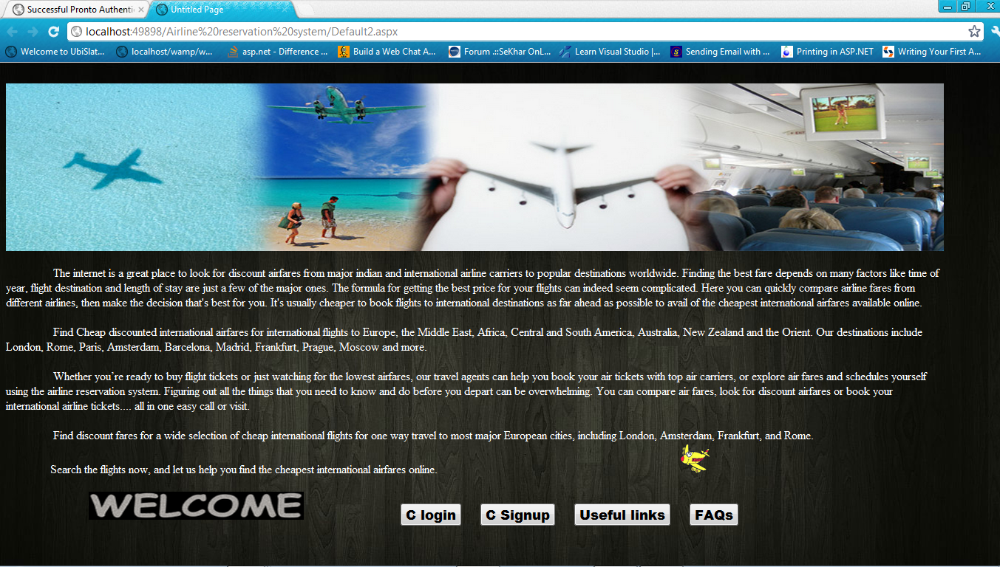 Successful Pronto Authenti
Untitled Page
localhost:49898/Airline%20reservation%20system/Default2.aspx
Welcome to UbiSlat...
localhost/wamp/w...
asp.net - Difference ...
Build a Web Chat A...
Forum .::SeKhar OnL...
Learn Visual Studio |...
Sending Email with ...
Printing in ASP.NET
Writing Your First A...
The internet is a great place to look for discount airfares from major indian and international airline carriers to popular destinations worldwide. Finding the best fare depends on many factors like time of
year, flight destination and length of stay are just a few of the major ones. The formula for getting the best price for your flights can indeed seem complicated. Here you can quickly compare airline fares from
different airlines, then make the decision that's best for you. It's usually cheaper to book flights to international destinations as far ahead as possible to avail of the cheapest international airfares available online.
Find Cheap discounted international airfares for international flights to Europe, the Middle East, Africa, Central and South America, Australia, New Zealand and the Orient. Our destinations include
London, Rome, Paris, Amsterdam, Barcelona, Madrid, Frankfurt, Prague, Moscow and more.
Whether you’re ready to buy flight tickets or just watching for the lowest airfares, our travel agents can help you book your air tickets with top air carriers, or explore air fares and schedules yourself
using the airline reservation system. Figuring out all the things that you need to know and do before you depart can be overwhelming. You can compare air fares, look for discount airfares or book your
international airline tickets.... all in one easy call or visit.
Find discount fares for a wide selection of cheap international flights for one way travel to most major European cities, including London, Amsterdam, Frankfurt, and Rome.
Search the flights now, and let us help you find the cheapest international airfares online.
WELCOME
C login
C Signup
Useful links
FAQs